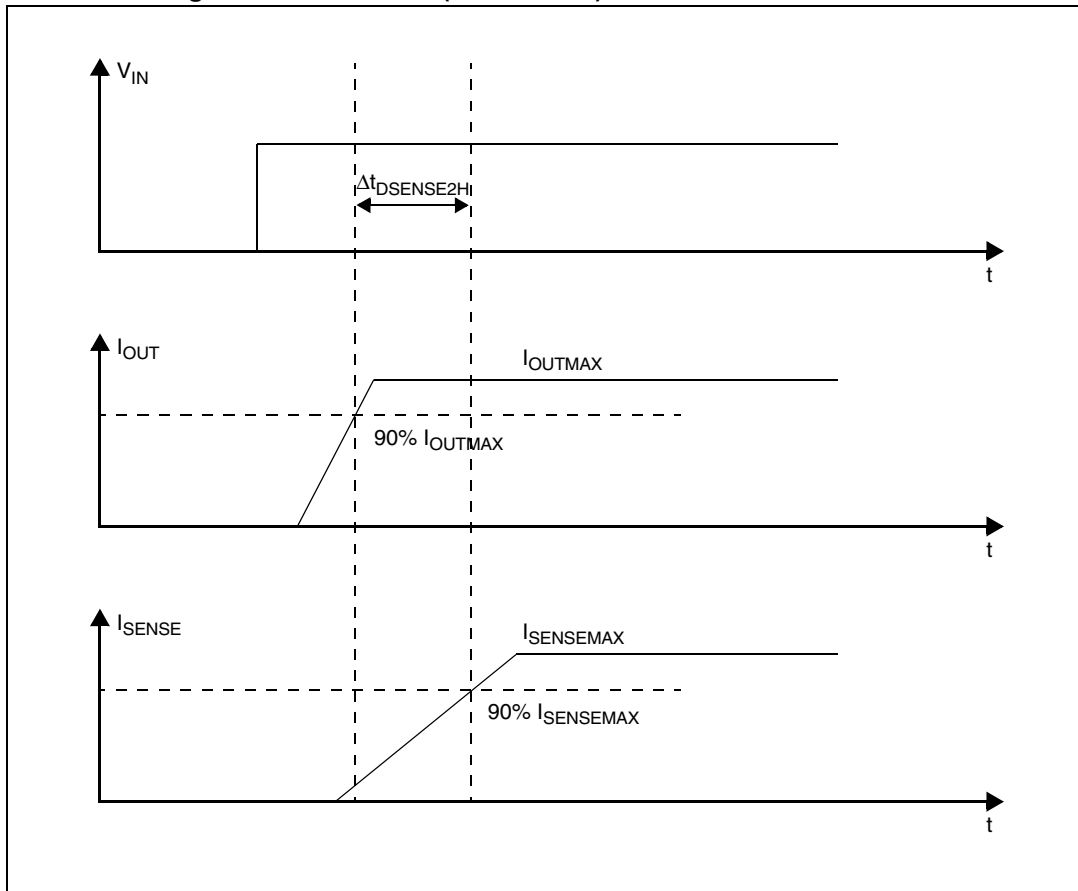 V_IN
Δt_DSENSE2H
t
I_OUT
I_OUTMAX
90% I_OUTMAX
t
I_SENSE
I_SENSEMAX
90% I_SENSEMAX
t